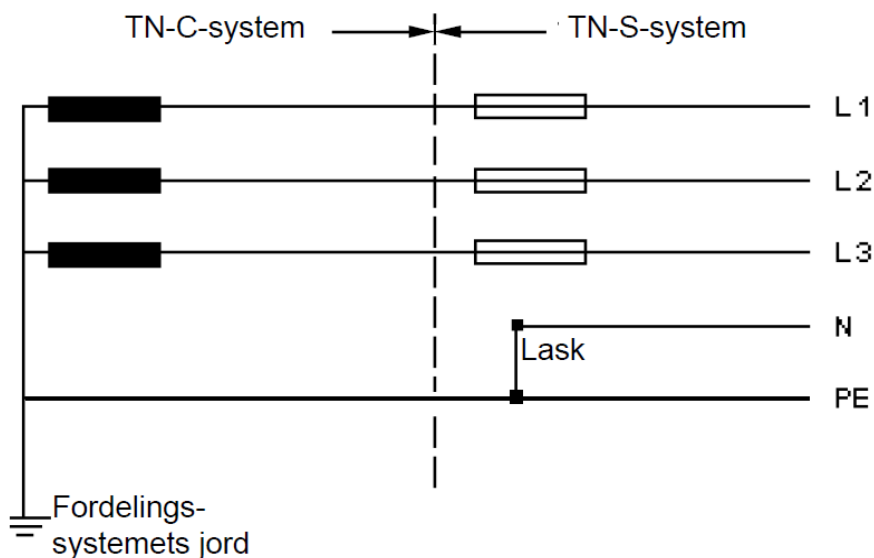 TN-C-system
TN-S-system
L1
L2
L3
N
Lask
PE
Fordelings-
systemets jord